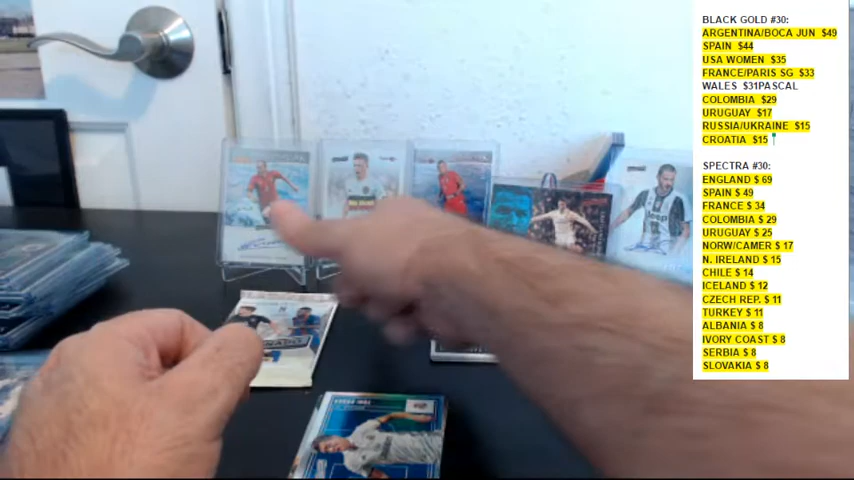 BLACK GOLD #30:
ARGENTINA/BOCA JUN $49
SPAIN $44
USA WOMEN $35
FRANCE/PARIS SG $33
WALES $31PASCAL
COLOMBIA $29
URUGUAY $17
RUSSIA/UKRAINE $15
CROATIA $15
SPECTRA #30:
ENGLAND $ 69
SPAIN $ 49
FRANCE $ 34
COLOMBIA $ 29
URUGUAY $ 25
NORW/CAMER $ 17
N. IRELAND $ 15
CHILE $ 14
ICELAND $ 12
CZECH REP. $ 11
TURKEY $ 11
ALBANIA $ 8
IVORY COAST $ 8
SERBIA $ 8
SLOVAKIA $ 8